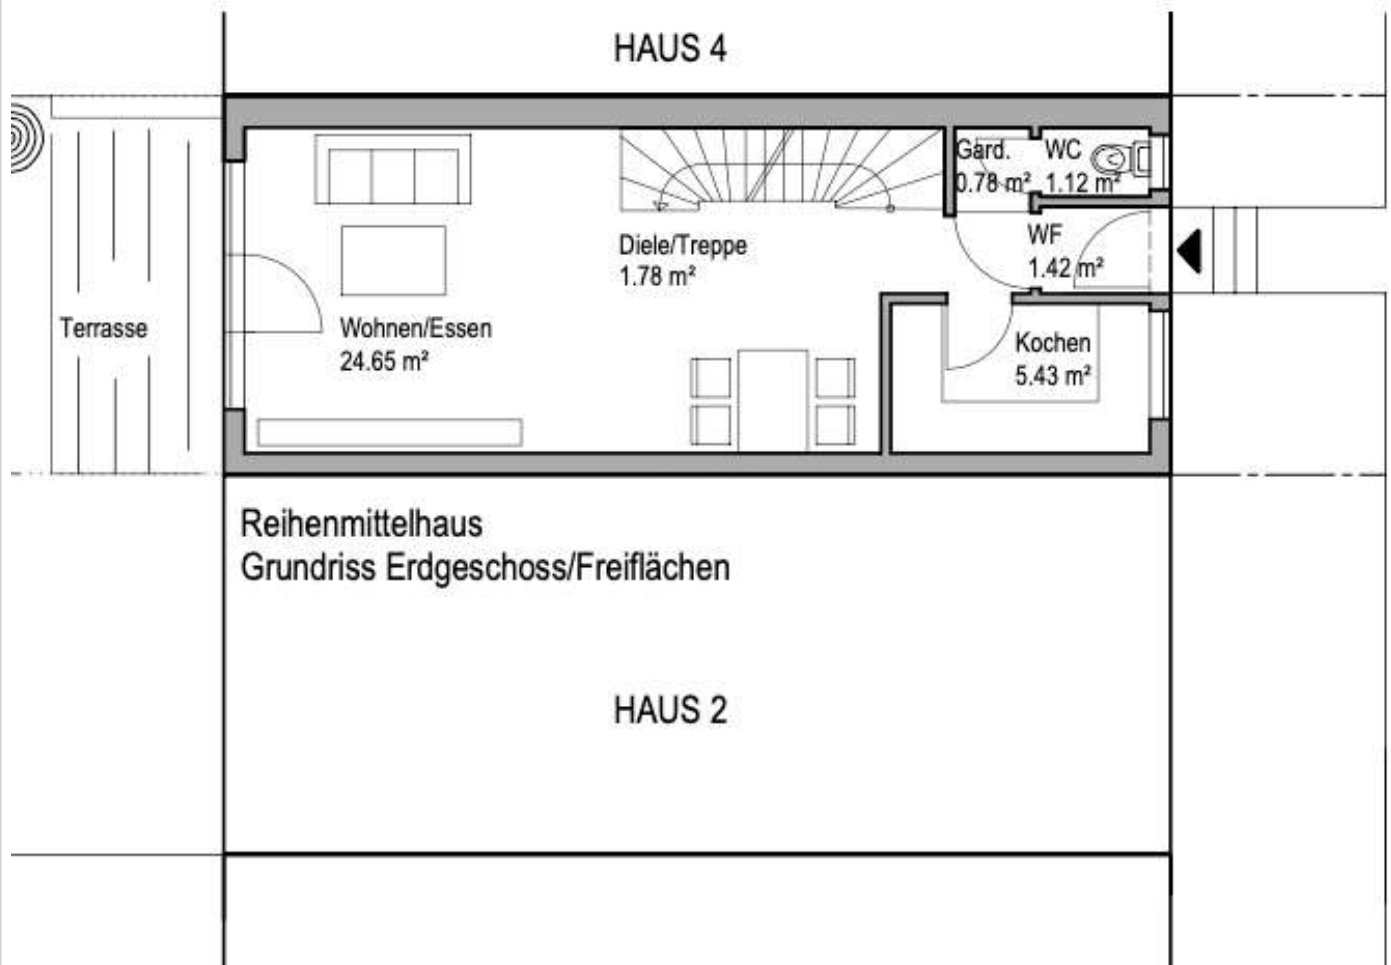 HAUS 4
Gard.
0.78 m²
WC
1.12 m²
Diele/Treppe
1.78 m²
WF
1.42 m²
Terrasse
Wohnen/Essen
24.65 m²
Kochen
5.43 m²
Reihenmittelhaus
Grundriss Erdgeschoss/Freiflächen
HAUS 2